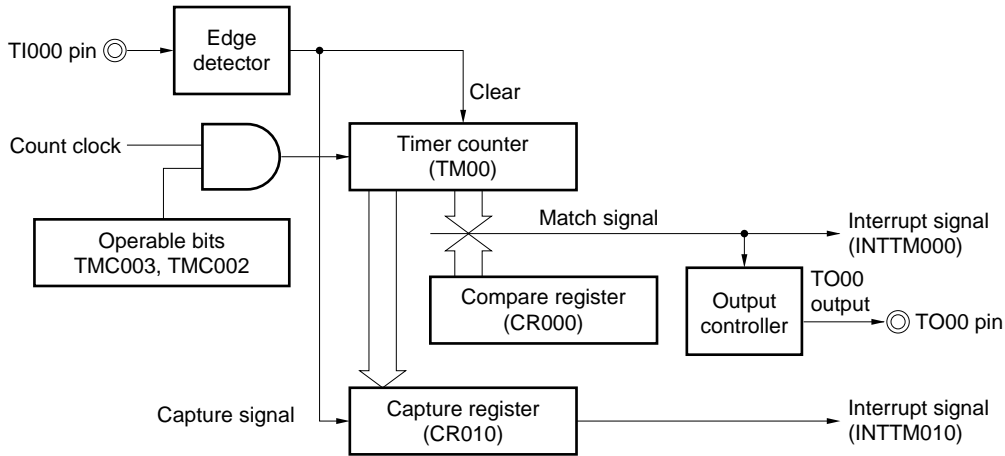 TI000 pin
Edge
detector
Clear
Count clock
Timer counter
(TM00)
Operable bits
TMC003, TMC002
Match signal
Interrupt signal
(INTTM000)
Compare register
(CR000)
Output
controller
TO00
output
TO00 pin
Capture signal
Capture register
(CR010)
Interrupt signal
(INTTM010)